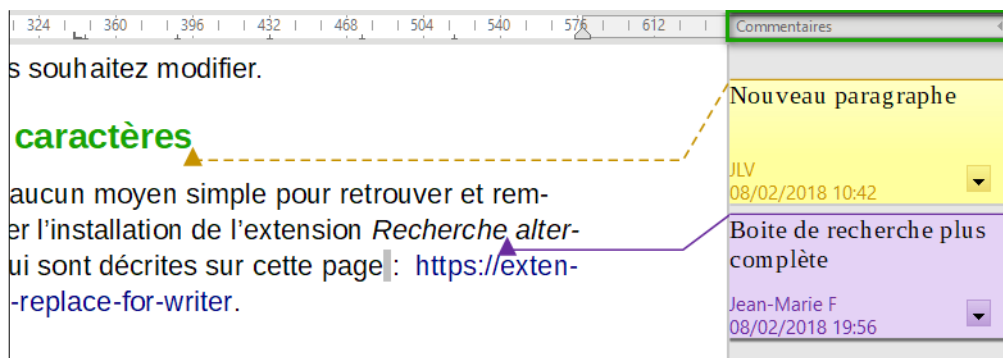 324 360 396 432 468 504 540 576 612
Commentaires
s souhaitez modifier.
caractères
aucun moyen simple pour retrouver et rem-
er l’installation de l’extension Recherche alter-
ui sont décrites sur cette page : https://exten-
-replace-for-writer.
Nouveau paragraphe
JLV
08/02/2018 10:42
Boite de recherche plus
complète
Jean-Marie F
08/02/2018 19:56